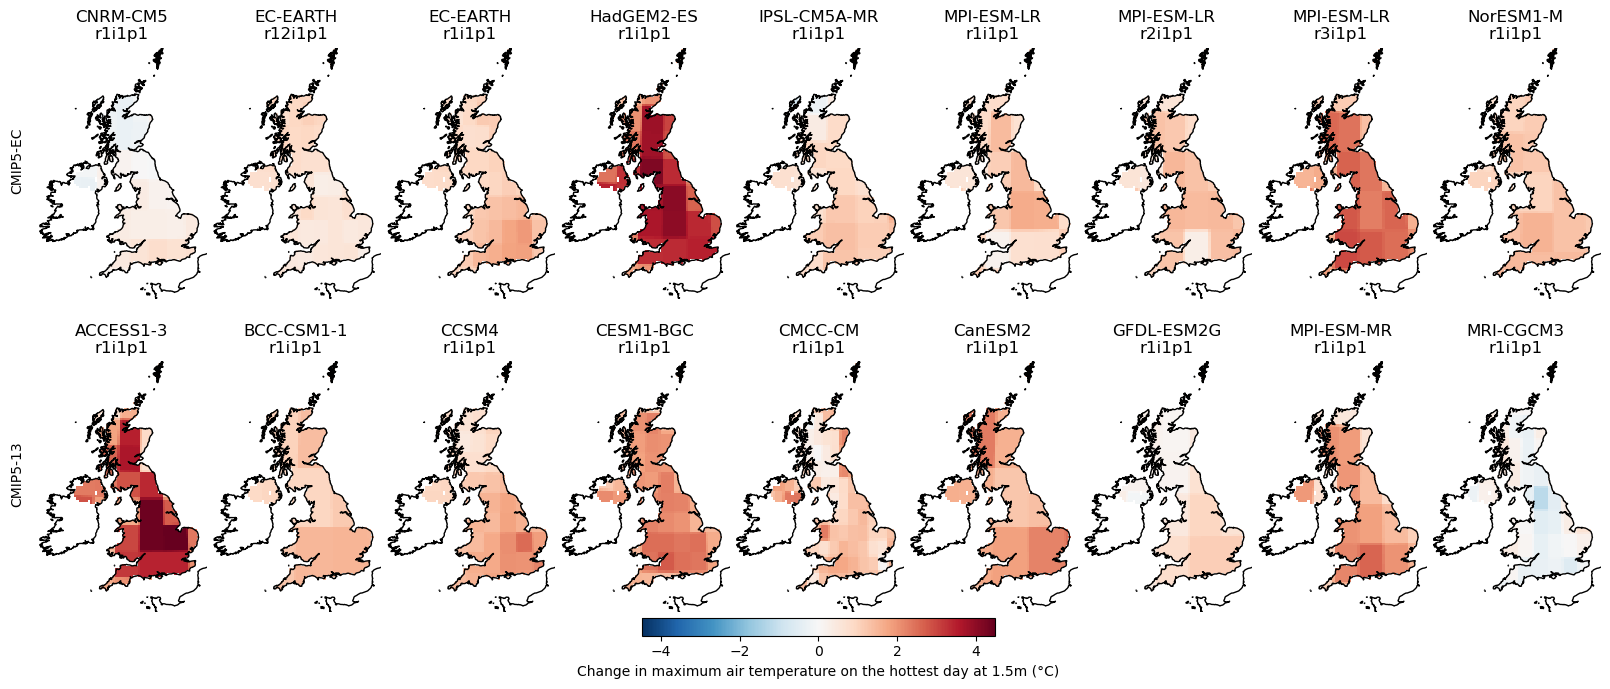 CNRM-CM5
r1i1p1
EC-EARTH
r12i1p1
EC-EARTH
r1i1p1
HadGEM2-ES
r1i1p1
IPSL-CM5A-MR
r1i1p1
MPI-ESM-LR
r1i1p1
MPI-ESM-LR
r2i1p1
MPI-ESM-LR
r3i1p1
NorESM1-M
r1i1p1
CMIP5-EC
ACCESS1-3
r1i1p1
BCC-CSM1-1
r1i1p1
CCSM4
r1i1p1
CESM1-BGC
r1i1p1
CMCC-CM
r1i1p1
CanESM2
r1i1p1
GFDL-ESM2G
r1i1p1
MPI-ESM-MR
r1i1p1
MRI-CGCM3
r1i1p1
CMIP5-13
−4 −2 0 2 4
Change in maximum air temperature on the hottest day at 1.5m (°C)